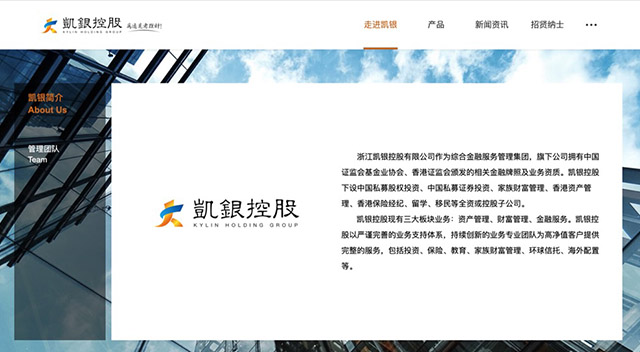 凱銀控股
KYLIN HOLDING GROUP
走进凯银
产品
新闻资讯
招贤纳士
凯银简介
About Us
管理团队
Team
凱銀控股
KYLIN HOLDING GROUP
浙江凯银控股有限公司作为综合金融服务管理集团，旗下公司拥有中国
证监会基金业协会、香港证监会颁发的相关金融牌照及业务资质。凯银控股
下设中国私募股权投资、中国私募证券投资、家族财富管理、香港资产管
理、香港保险经纪、留学、移民等全资或控股子公司。
凯银控股现有三大板块业务：资产管理、财富管理、金融服务。凯银控
股以严谨完善的业务支持体系，持续创新的业务专业团队为高净值客户提供
完整的服务，包括投资、保险、教育、家族财富管理、环球信托、海外配置
等。